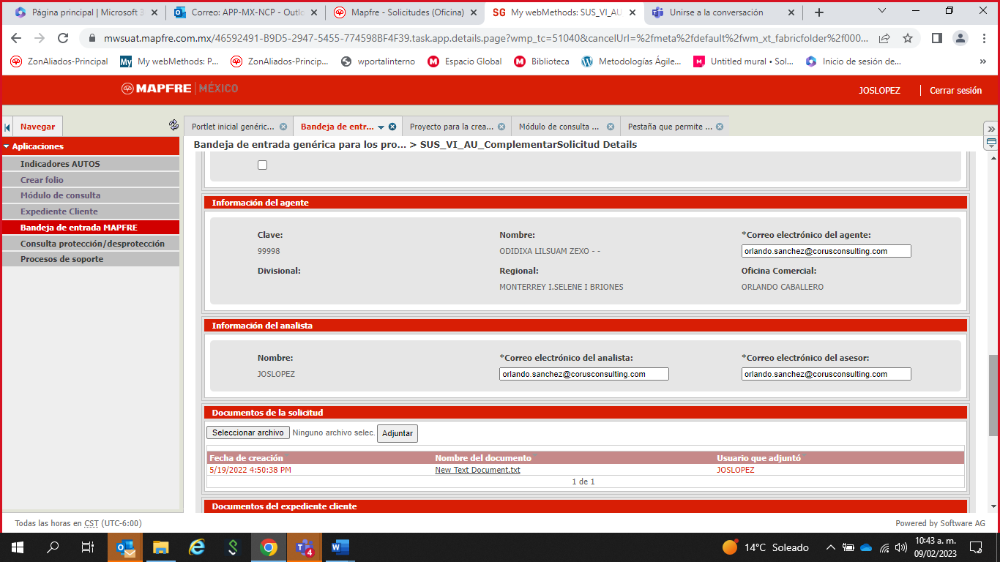 Página principal | Microsoft 3
Correo: APP-MX-NCP - Outlo
Mapfre - Solicitudes (Oficina)
SG My webMethods: SUS_VI_AU
Unirse a la conversación
mwsuat.mapfre.com.mx/46592491-B9D5-2947-5455-774598BF4F39.task.app.details.page?wmp_tc=51040&cancelUrl=%2fmeta%2fdefault%2fwm_xt_fabricfolder%2f000...
ZonAliados-Principal
My webMethods: P...
ZonAliados-Princip...
wportalinterno
Espacio Global
Biblioteca
Metodologías Ágile...
Untitled mural • Sol...
Inicio de sesión de...
MAPFRE | MÉXICO
JOSLOPEZ
Cerrar sesión
Navegar
Portlet inicial genéric...
Bandeja de entr...
Proyecto para la crea...
Módulo de consulta ...
Pestaña que permite ...
Aplicaciones
Indicadores AUTOS
Crear folio
Módulo de consulta
Expediente Cliente
Bandeja de entrada MAPFRE
Consulta protección/desprotección
Procesos de soporte
Bandeja de entrada genérica para los pro... > SUS_VI_AU_ComplementarSolicitud Details
Información del agente
Clave: Nombre: *Correo electrónico del agente:
99998 ODIDIXA LILSUAM ZEXO - - orlando.sanchez@corusconsulting.com
Divisional: Regional: Oficina Comercial:
MONTERREY I.SELENE I BRIONES ORLANDO CABALLERO
Información del analista
Nombre: *Correo electrónico del analista: *Correo electrónico del asesor:
JOSLOPEZ orlando.sanchez@corusconsulting.com orlando.sanchez@corusconsulting.com
Documentos de la solicitud
Seleccionar archivo Ninguno archivo selec. Adjuntar
Fecha de creación Nombre del documento Usuario que adjuntó
5/19/2022 4:50:38 PM New Text Document.txt JOSLOPEZ
1 de 1
Documentos del expediente cliente
Todas las horas en CST (UTC-6:00)
Powered by Software AG
4
14°C Soleado
10:43 a. m.
09/02/2023